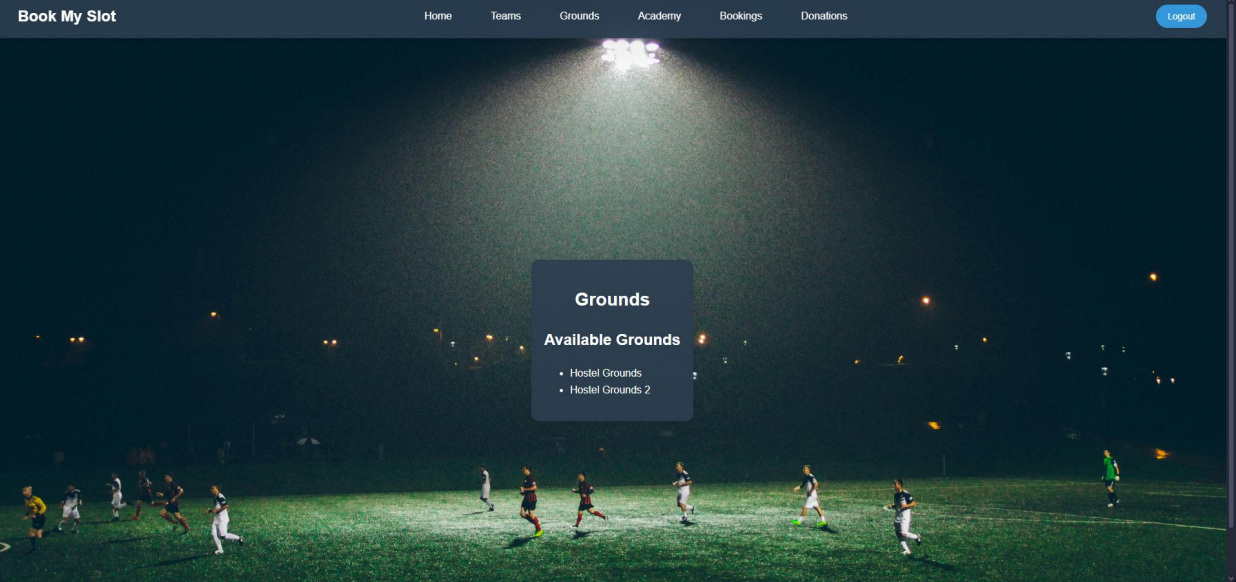 Book My Slot
Home Teams Grounds Academy Bookings Donations
Logout
Grounds
Available Grounds
Hostel Grounds
Hostel Grounds 2